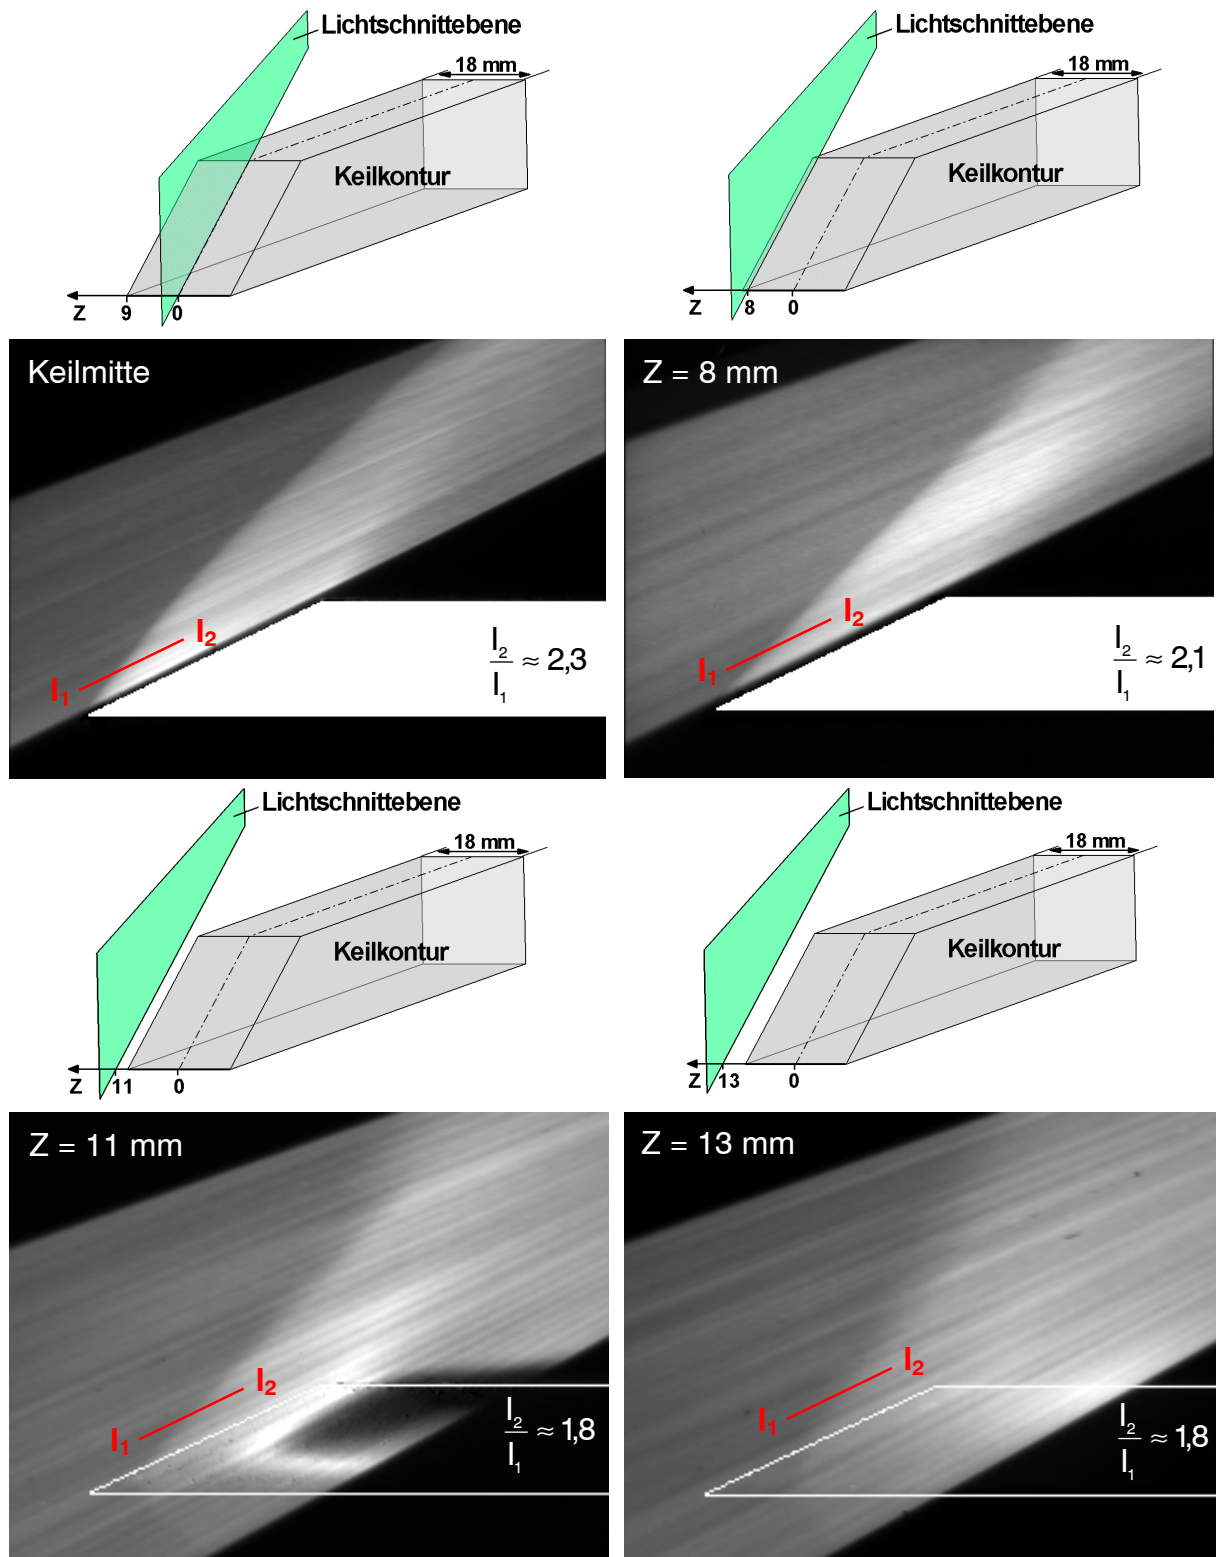 Lichtschnittebene
18 mm
Keilkontur
Z 9 0
Lichtschnittebene
18 mm
Keilkontur
Z 8 0
Keilmitte
I₁ I₂
I₂/I₁ ≈ 2,3
Z = 8 mm
I₁ I₂
I₂/I₁ ≈ 2,1
Lichtschnittebene
18 mm
Keilkontur
Z 11 0
Lichtschnittebene
18 mm
Keilkontur
Z 13 0
Z = 11 mm
I₁ I₂
I₂/I₁ ≈ 1,8
Z = 13 mm
I₁ I₂
I₂/I₁ ≈ 1,8